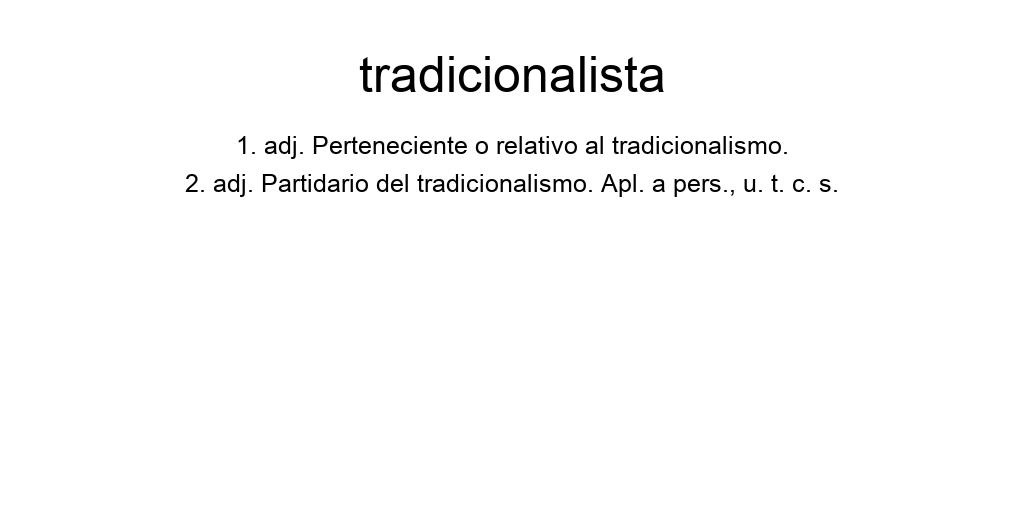 tradicionalista
1. adj. Perteneciente o relativo al tradicionalismo.
2. adj. Partidario del tradicionalismo. Apl. a pers., u. t. c. s.